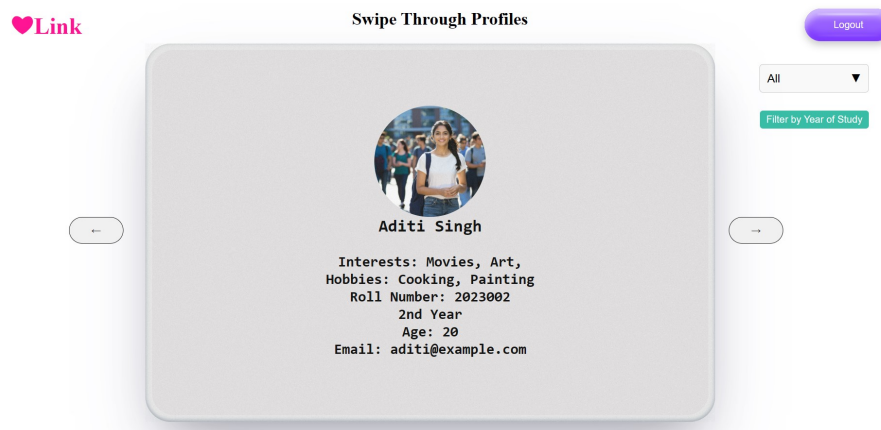 Link
Swipe Through Profiles
Logout
All
Filter by Year of Study
←
→
Aditi Singh
Interests: Movies, Art,
Hobbies: Cooking, Painting
Roll Number: 2023002
2nd Year
Age: 20
Email: aditi@example.com